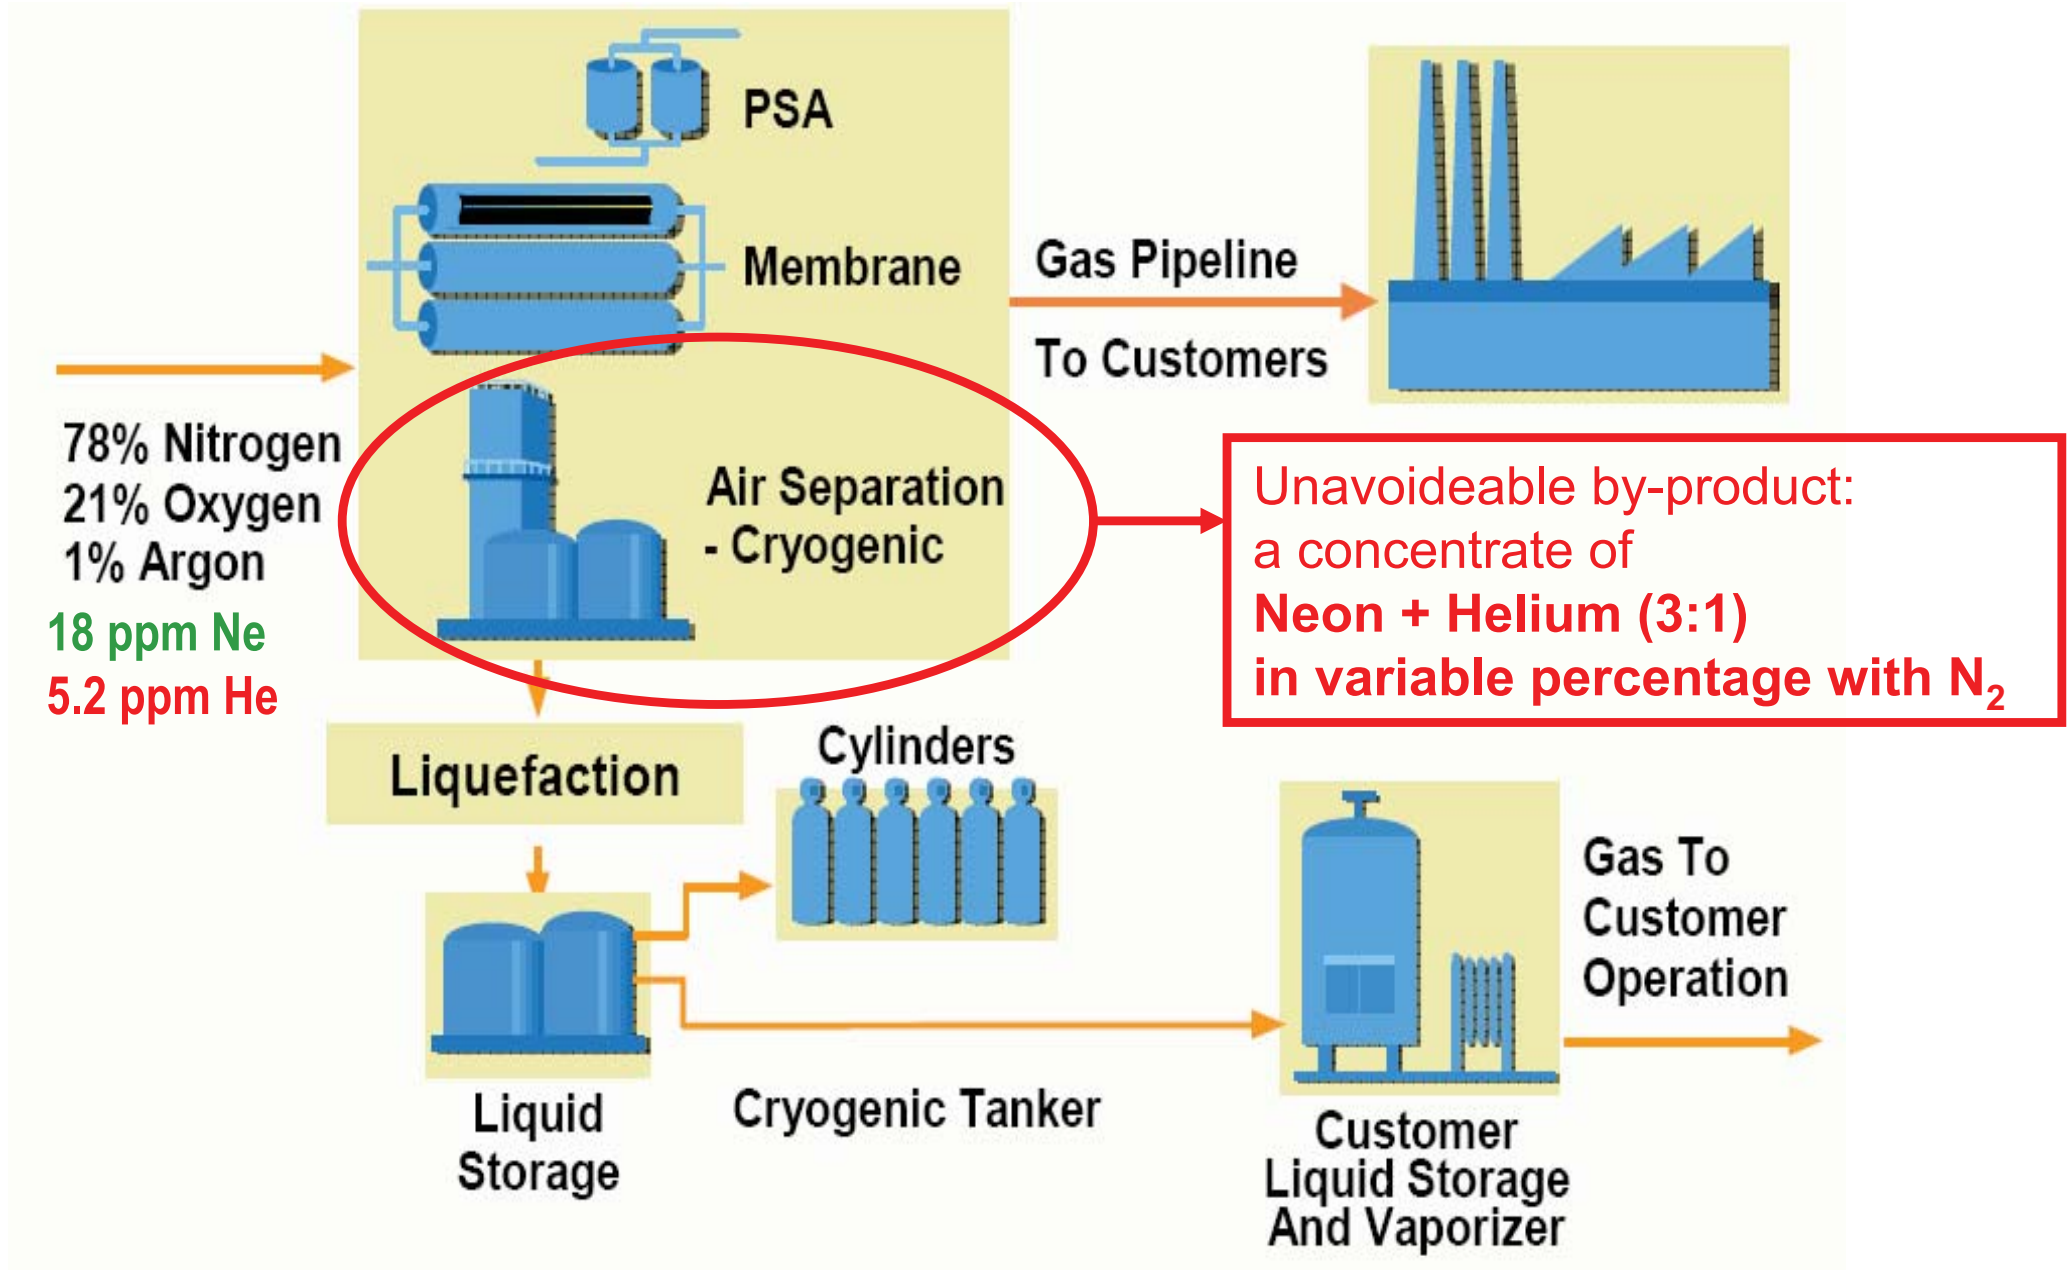 PSA
Membrane
Gas Pipeline
To Customers
78% Nitrogen
21% Oxygen
1% Argon
18 ppm Ne
5.2 ppm He
Air Separation
- Cryogenic
Unavoideable by-product:
a concentrate of
Neon + Helium (3:1)
in variable percentage with N₂
Liquefaction
Cylinders
Gas To
Customer
Operation
Liquid
Storage
Cryogenic Tanker
Customer
Liquid Storage
And Vaporizer